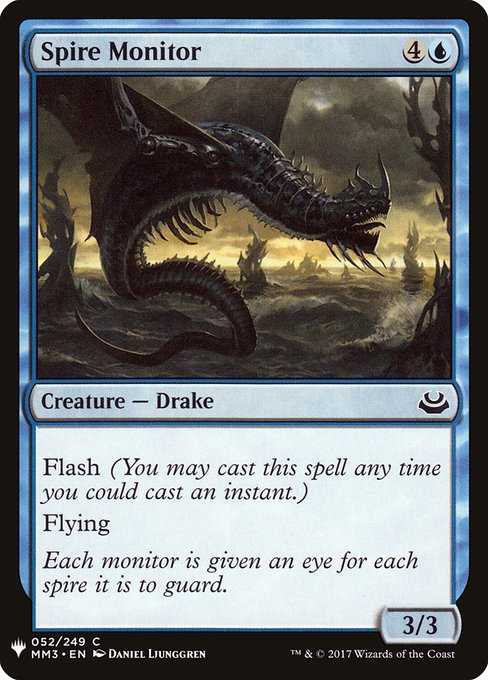 Spire Monitor
4
Creature — Drake
Flash (You may cast this spell any time
you could cast an instant.)
Flying
Each monitor is given an eye for each
spire it is to guard.
3/3
052/249 C
MM3 • EN Daniel Ljunggren
™ & © 2017 Wizards of the Coast